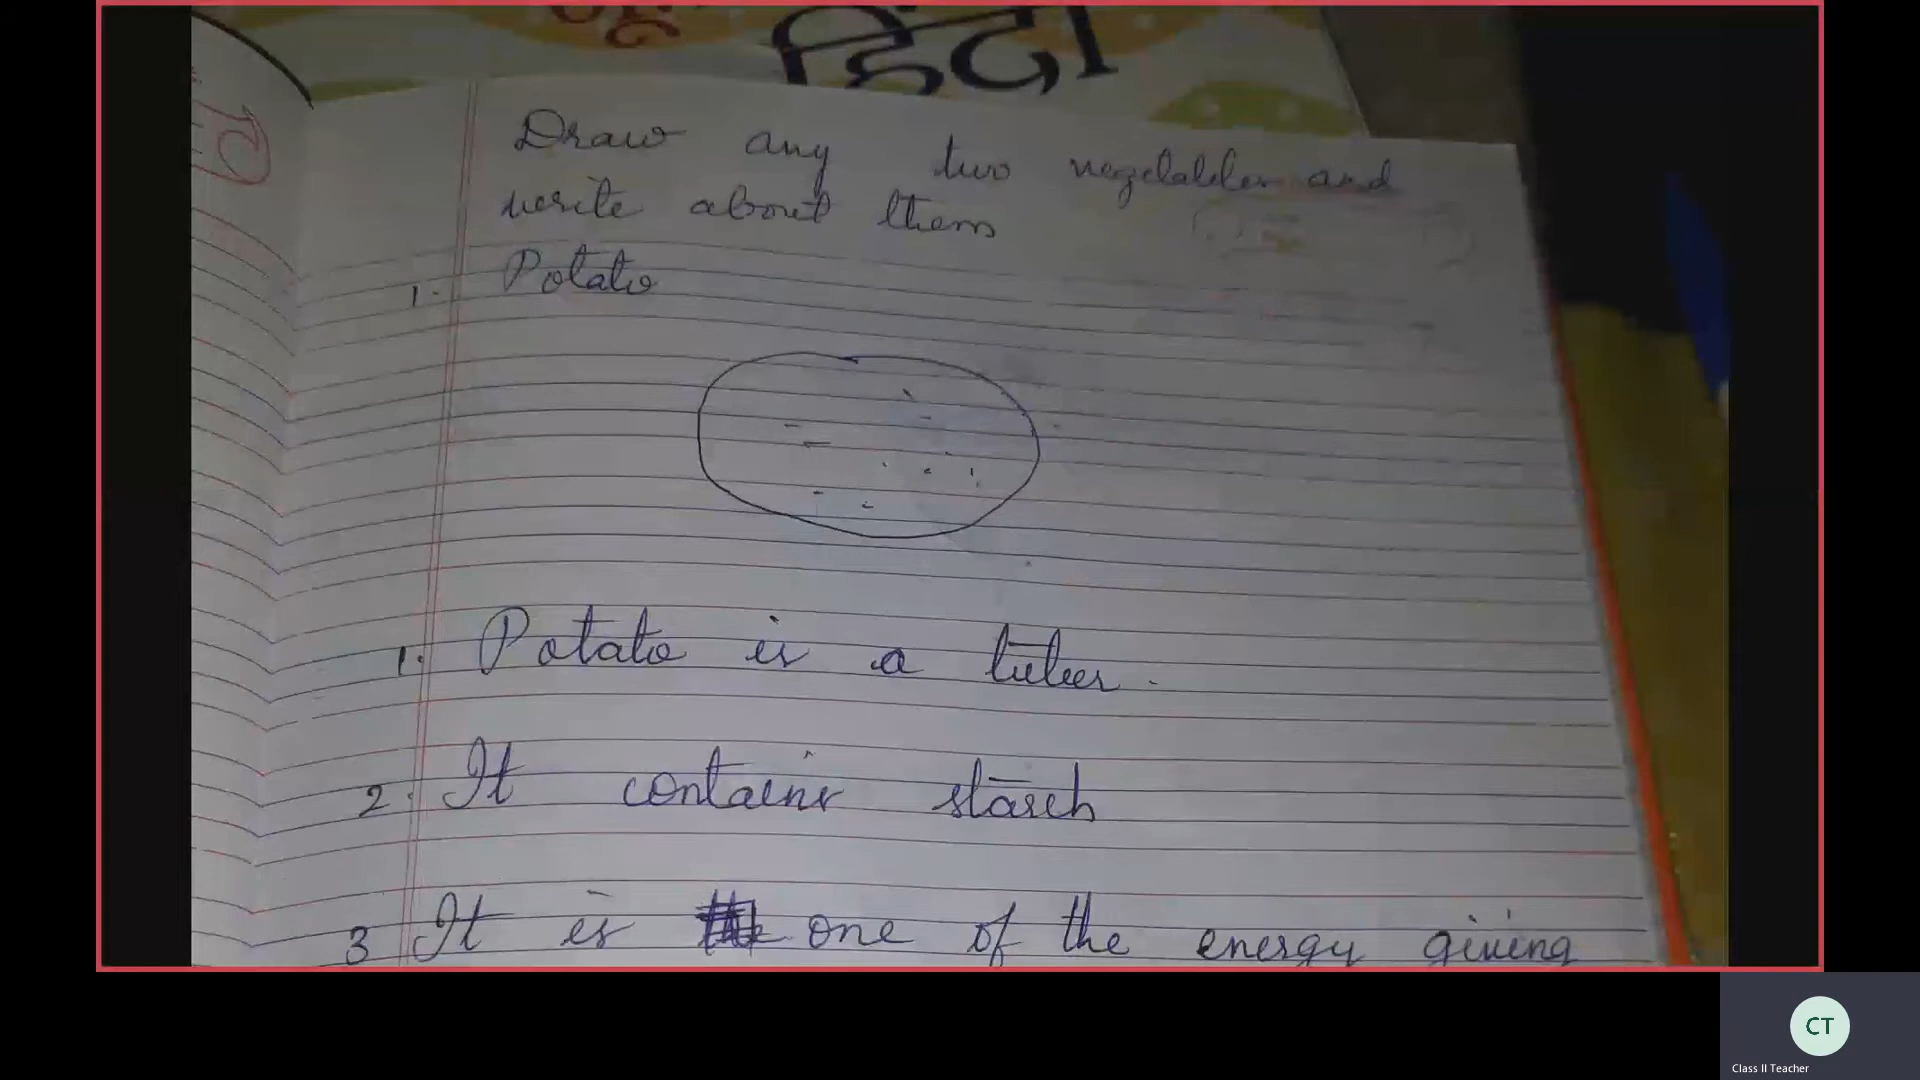 हिंदी
Draw any two vegetables and
write about them
1. Potato
1. Potato is a tuber.
2. It contains starch
3 It is one of the energy giving
CT
Class II Teacher